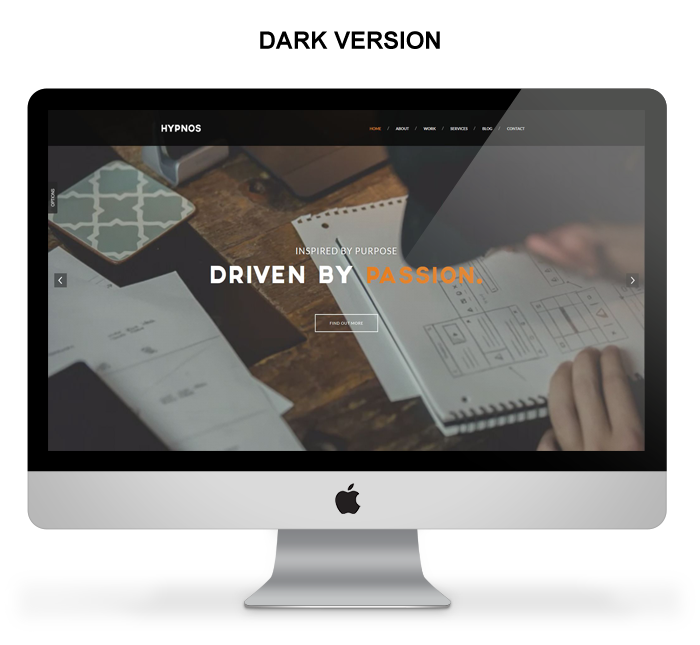 DARK VERSION
HYPNOS
HOME / ABOUT / WORK / SERVICES / BLOG / CONTACT
OPTIONS
INSPIRED BY PURPOSE
DRIVEN BY PASSION.
FIND OUT MORE